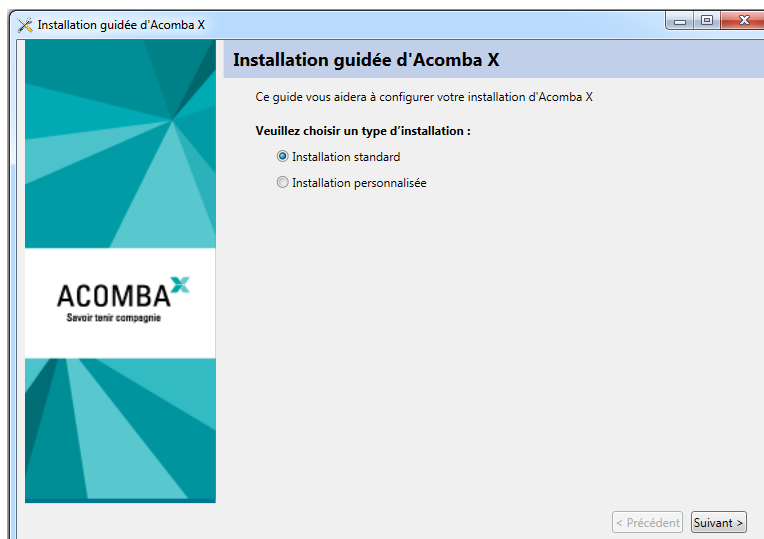 Installation guidée d'Acomba X
Installation guidée d'Acomba X
Ce guide vous aidera à configurer votre installation d'Acomba X
Veuillez choisir un type d'installation :
Installation standard
Installation personnalisée
ACOMBA X
Savoir tenir compagnie
< Précédent
Suivant >